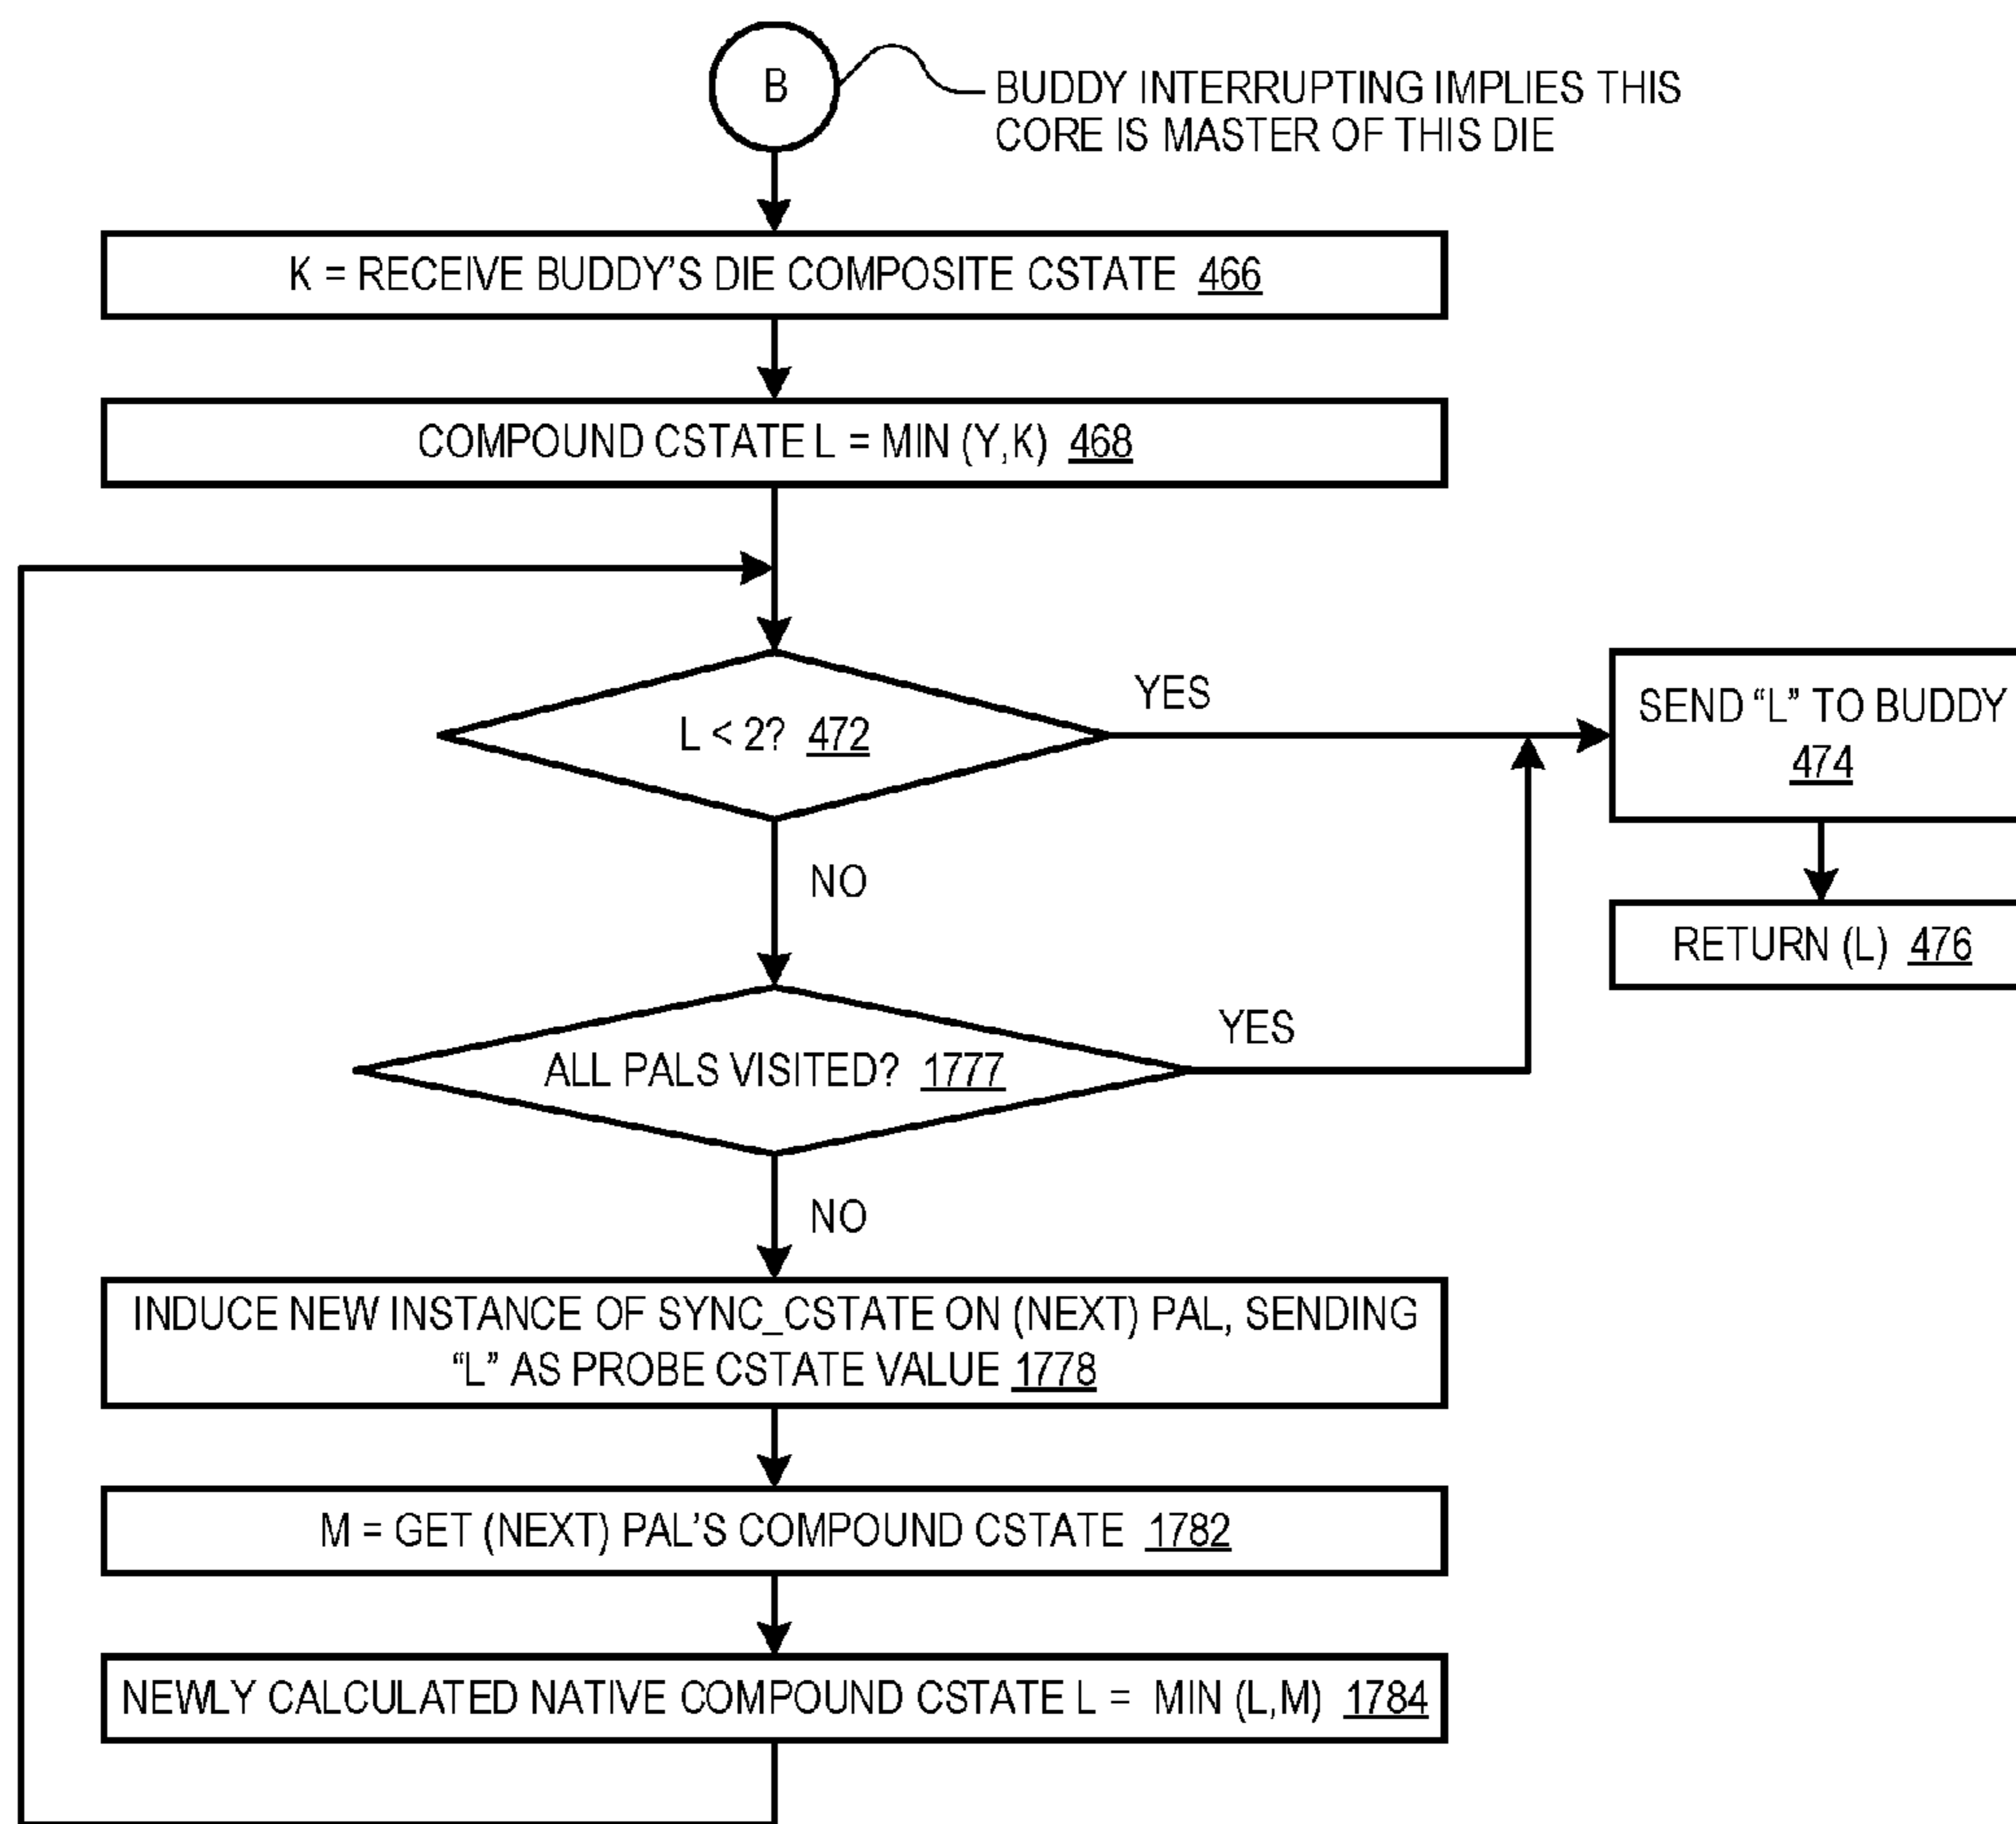 B
BUDDY INTERRUPTING IMPLIES THIS
CORE IS MASTER OF THIS DIE
K = RECEIVE BUDDY’S DIE COMPOSITE CSTATE 466
COMPOUND CSTATE L = MIN (Y,K) 468
L < 2? 472
YES
SEND “L” TO BUDDY
474
NO
RETURN (L) 476
ALL PALS VISITED? 1777
YES
NO
INDUCE NEW INSTANCE OF SYNC_CSTATE ON (NEXT) PAL, SENDING
“L” AS PROBE CSTATE VALUE 1778
M = GET (NEXT) PAL’S COMPOUND CSTATE 1782
NEWLY CALCULATED NATIVE COMPOUND CSTATE L = MIN (L,M) 1784